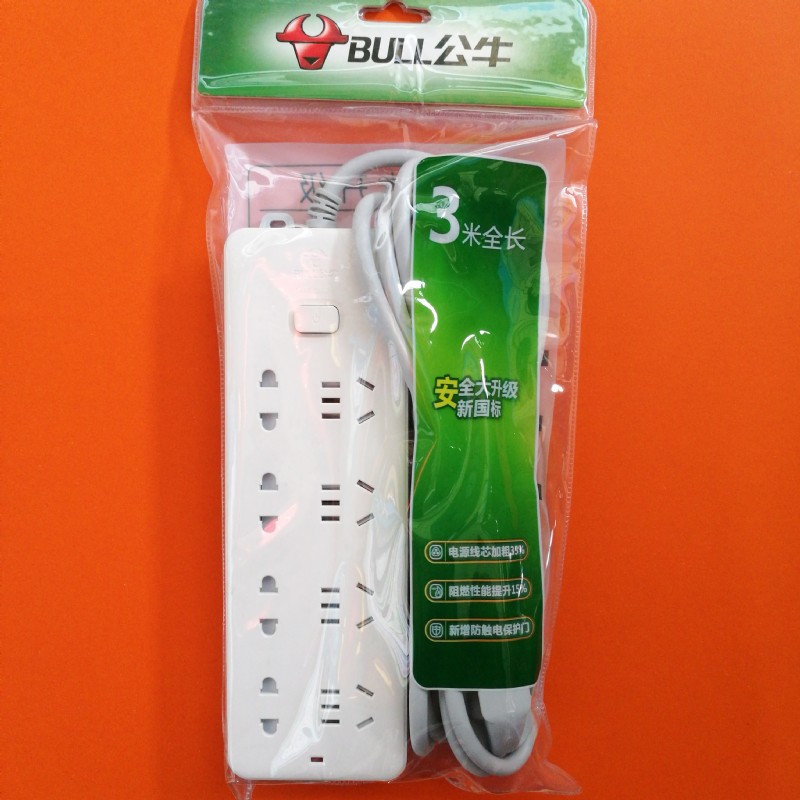 BULL公牛
3米全长
安全大升级
新国标
电源线芯加粗35%
阻燃性能提升15%
新增防触电保护门